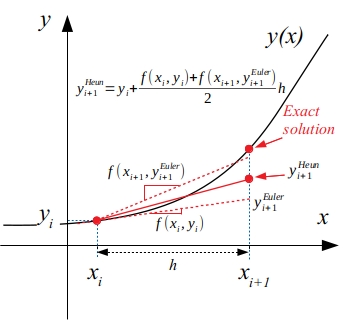 y
y(x)
y_{i+1}^{Heun} = y_i + \frac{f(x_i, y_i) + f(x_{i+1}, y_{i+1}^{Euler})}{2} h
Exact
solution
f(x_{i+1}, y_{i+1}^{Euler})
y_{i+1}^{Heun}
y_{i+1}^{Euler}
y_i
f(x_i, y_i)
x
h
x_i
x_{i+1}